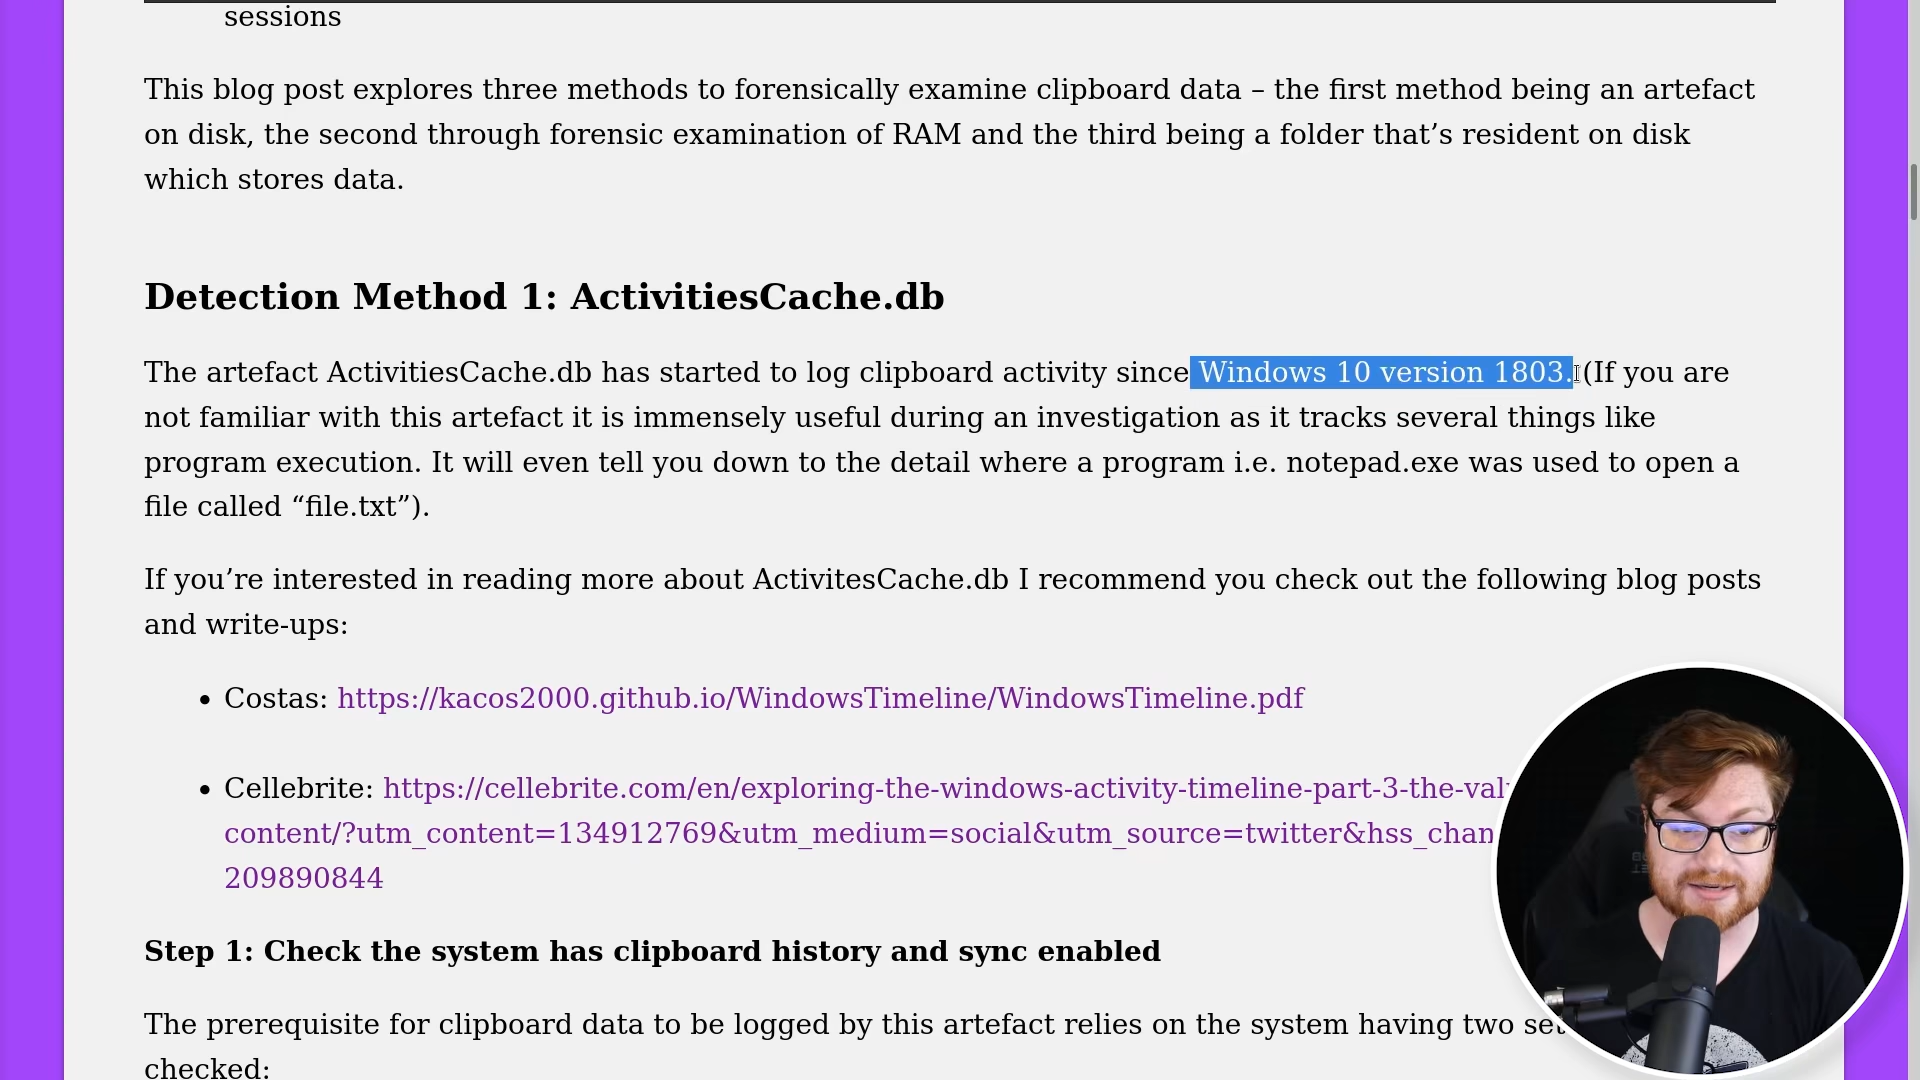 sessions
This blog post explores three methods to forensically examine clipboard data – the first method being an artefact
on disk, the second through forensic examination of RAM and the third being a folder that’s resident on disk
which stores data.
Detection Method 1: ActivitiesCache.db
The artefact ActivitiesCache.db has started to log clipboard activity since Windows 10 version 1803. (If you are
not familiar with this artefact it is immensely useful during an investigation as it tracks several things like
program execution. It will even tell you down to the detail where a program i.e. notepad.exe was used to open a
file called “file.txt”).
If you’re interested in reading more about ActivitesCache.db I recommend you check out the following blog posts
and write-ups:
• Costas: https://kacos2000.github.io/WindowsTimeline/WindowsTimeline.pdf
• Cellebrite: https://cellebrite.com/en/exploring-the-windows-activity-timeline-part-3-the-val
content/?utm_content=134912769&utm_medium=social&utm_source=twitter&hss_chan
209890844
Step 1: Check the system has clipboard history and sync enabled
The prerequisite for clipboard data to be logged by this artefact relies on the system having two set
checked: